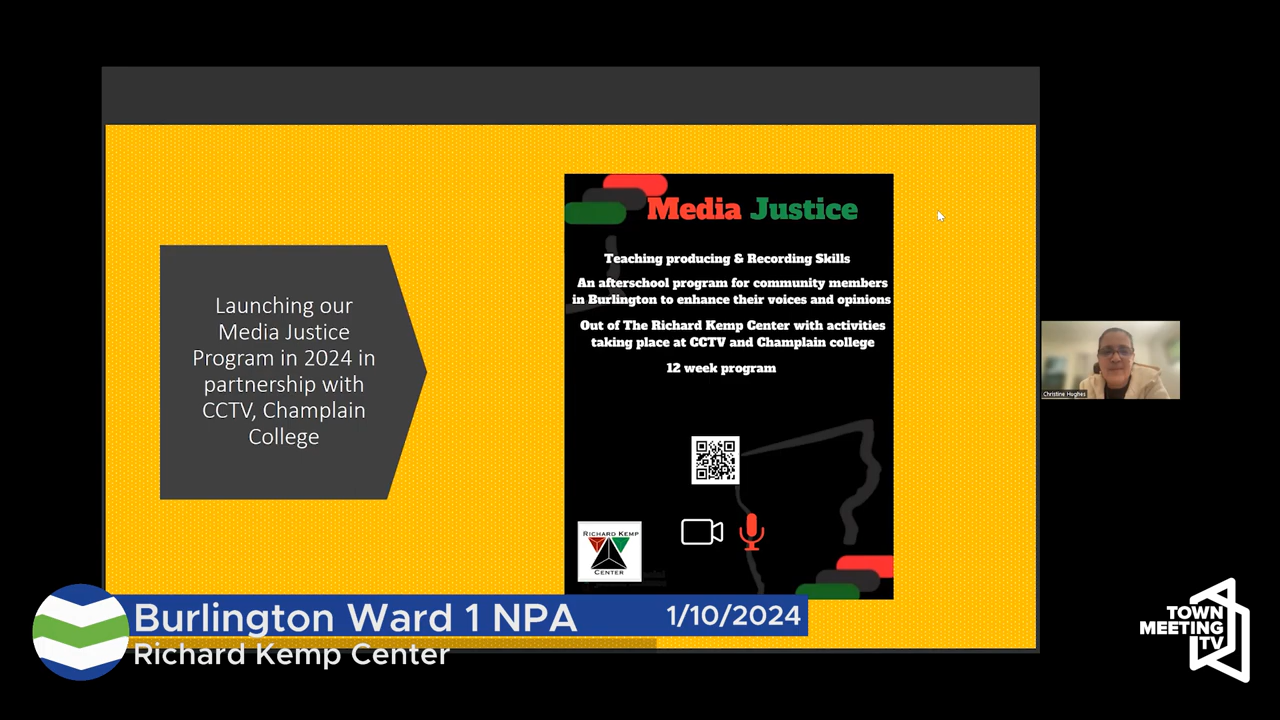 Launching our
Media Justice
Program in 2024 in
partnership with
CCTV, Champlain
College
Media Justice
Teaching producing & Recording Skills
An afterschool program for community members
in Burlington to enhance their voices and opinions
Out of The Richard Kemp Center with activities
taking place at CCTV and Champlain college
12 week program
RICHARD KEMP
CENTER
Christine Hughes
Burlington Ward 1 NPA
1/10/2024
Richard Kemp Center
TOWN
MEETING
TV